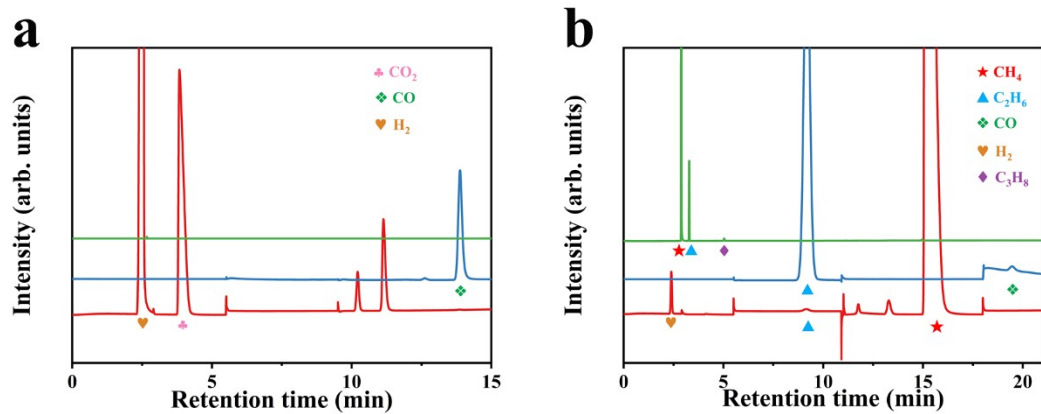 a
♣ CO₂
❖ CO
♥ H₂
Intensity (arb. units)
♥
♣
❖
0 5 10 15
Retention time (min)
b
★ CH₄
▲ C₂H₆
❖ CO
♥ H₂
♦ C₃H₈
Intensity (arb. units)
★ ▲ ♦
▲
❖
♥
▲
★
0 5 10 15 20
Retention time (min)